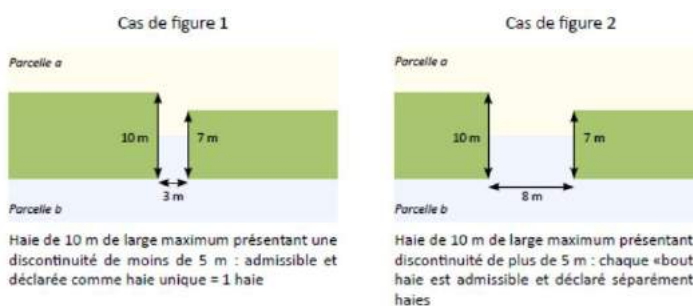 Cas de figure 1
Parcelle a
10 m
7 m
3 m
Parcelle b
Haie de 10 m de large maximum présentant une
discontinuité de moins de 5 m : admissible et
déclarée comme haie unique = 1 haie
Cas de figure 2
Parcelle a
10 m
7 m
8 m
Parcelle b
Haie de 10 m de large maximum présentant
discontinuité de plus de 5 m : chaque «bout
haie est admissible et déclaré séparément
haies